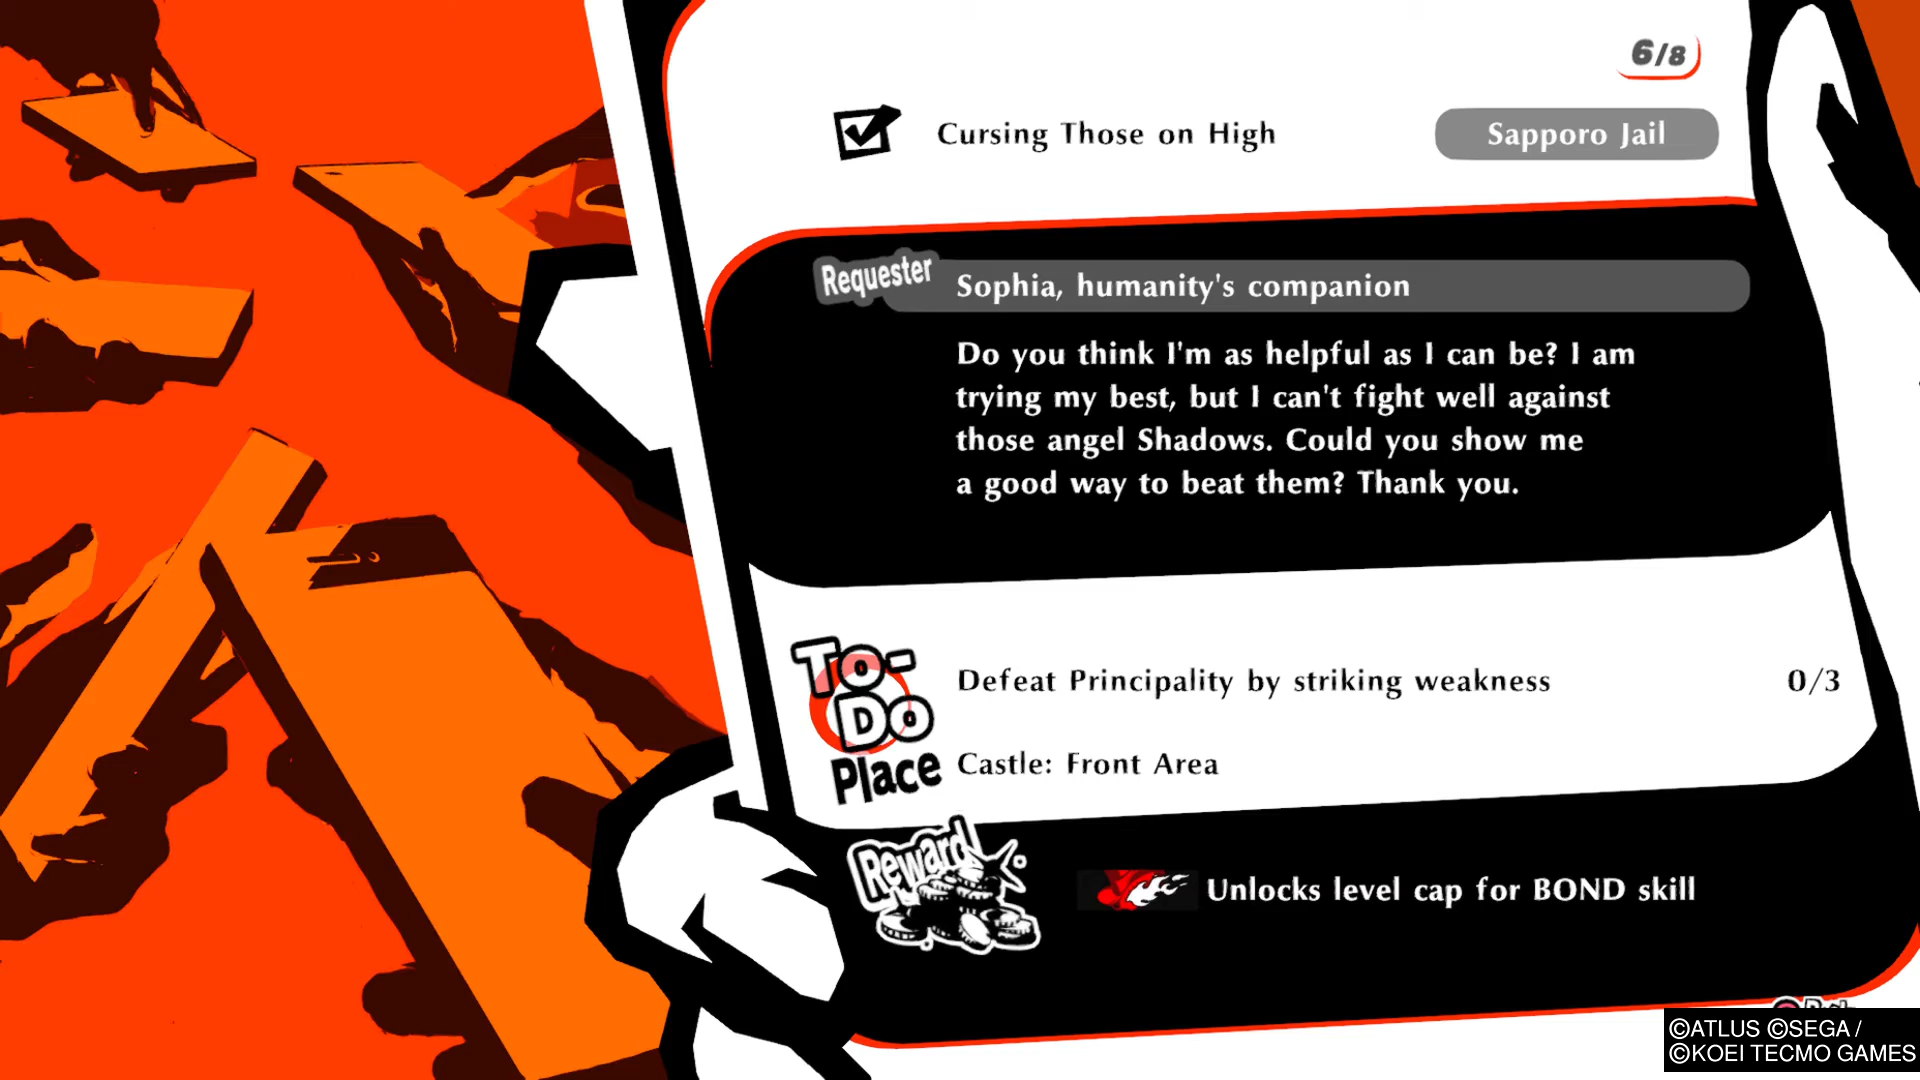 6/8
Cursing Those on High
Sapporo Jail
Requester
Sophia, humanity's companion
Do you think I'm as helpful as I can be? I am
trying my best, but I can't fight well against
those angel Shadows. Could you show me
a good way to beat them? Thank you.
To-
Do
Defeat Principality by striking weakness
0/3
Place
Castle: Front Area
Reward
Unlocks level cap for BOND skill
©ATLUS ©SEGA /
©KOEI TECMO GAMES